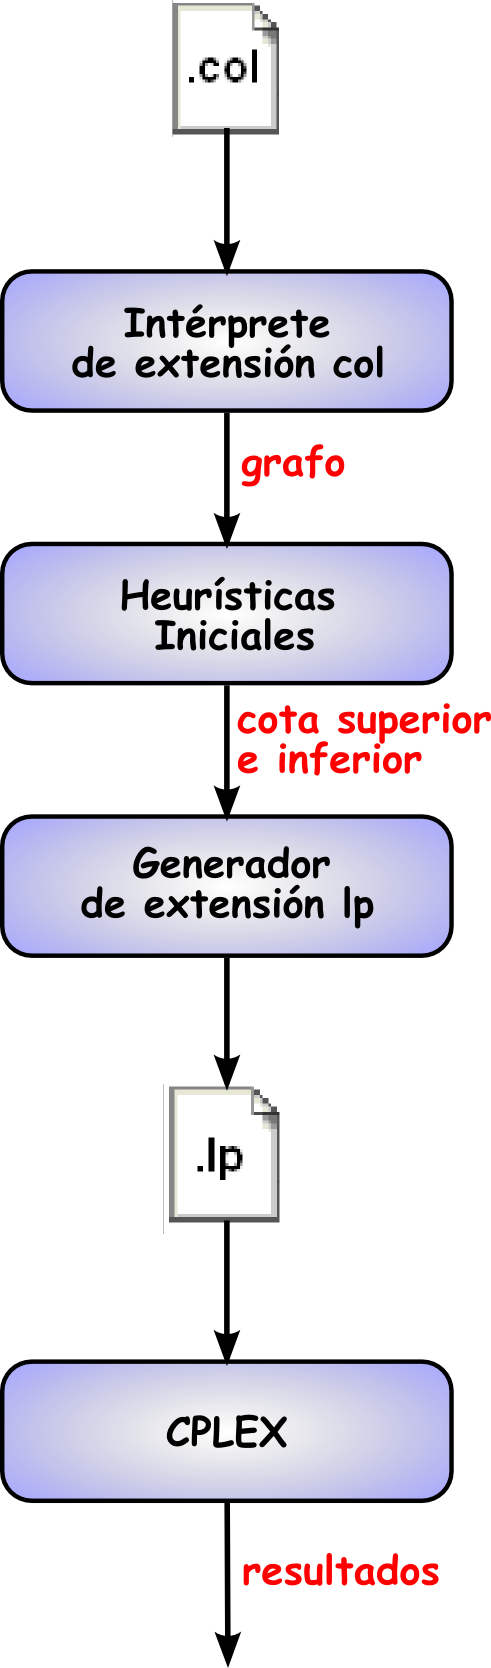 .col
Intérprete
de extensión col
grafo
Heurísticas
Iniciales
cota superior
e inferior
Generador
de extensión lp
.lp
CPLEX
resultados